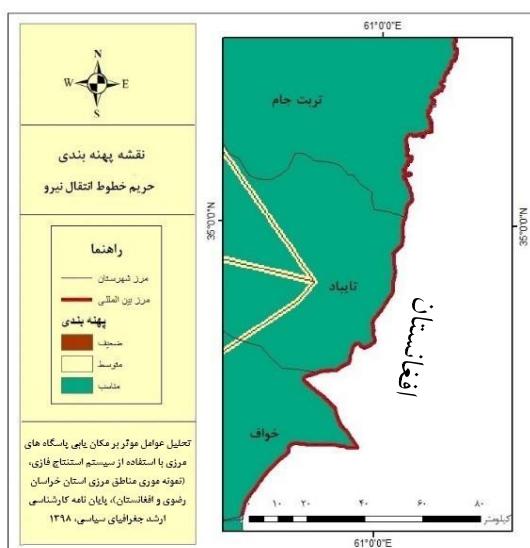 N
W E
S
نقشه پهنه بندی
حریم خطوط انتقال نیرو
راهنما
مرز شهرستان
مرز بین المللی
پهنه بندی
ضعیف
متوسط
مناسب
تحلیل عوامل موثر بر مکان یابی پاسگاه های
مرزی با استفاده از سیستم استنتاج فازی،
(نمونه موری مناطق مرزی استان خراسان
رضوی و افغانستان)، پایان نامه کارشناسی
ارشد جغرافیای سیاسی، ۱۳۹۸
61°0'0"E
تربت جام
35°0'0"N
35°0'0"N
تایباد
افغانستان
خواف
۱۰ ۲۰ ۴۰ ۶۰ ۸۰
کیلومتر
61°0'0"E